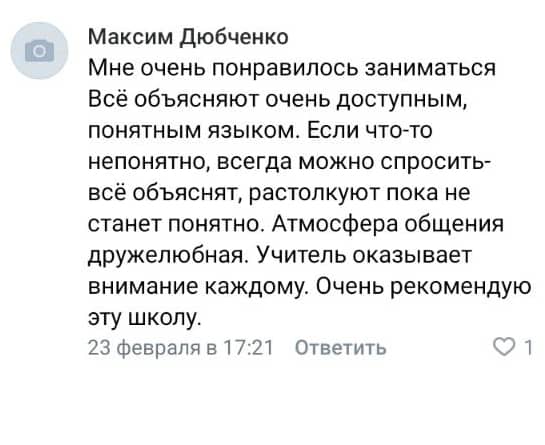 Максим Дюбченко
Мне очень понравилось заниматься
Всё объясняют очень доступным,
понятным языком. Если что-то
непонятно, всегда можно спросить-
всё объяснят, растолкуют пока не
станет понятно. Атмосфера общения
дружелюбная. Учитель оказывает
внимание каждому. Очень рекомендую
эту школу.
23 февраля в 17:21 Ответить 1